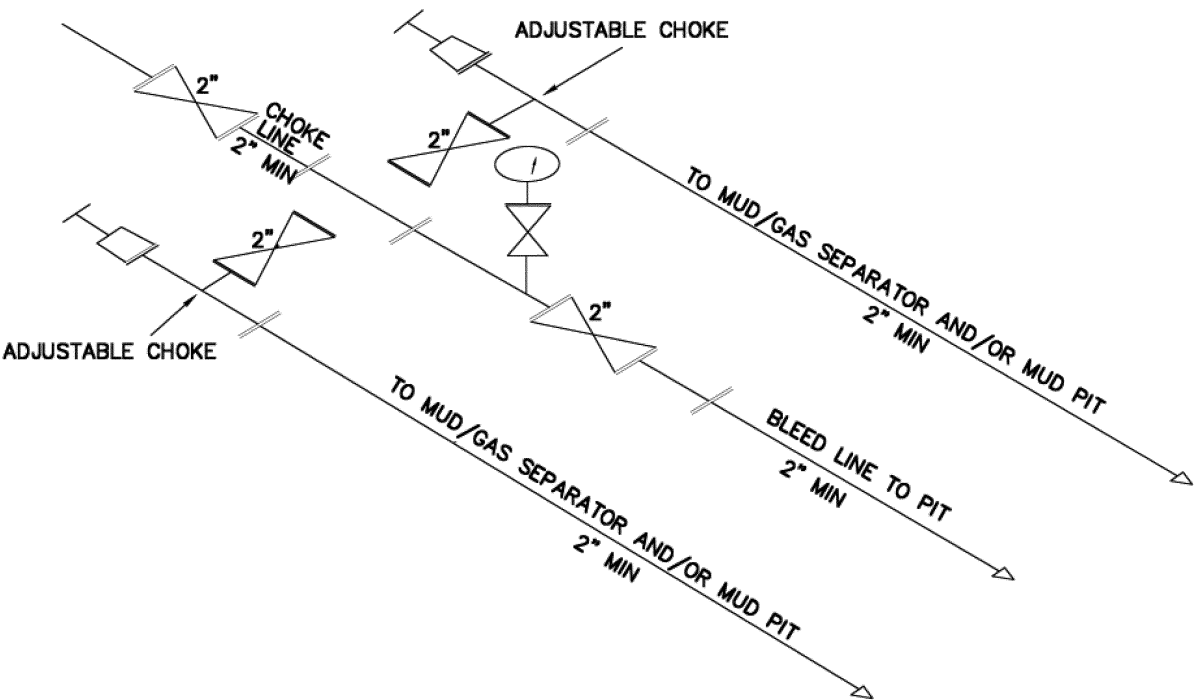 ADJUSTABLE CHOKE
2"
CHOKE
LINE
2" MIN
2"
TO MUD/GAS SEPARATOR AND/OR MUD PIT
2" MIN
2"
ADJUSTABLE CHOKE
2"
BLEED LINE TO PIT
2" MIN
TO MUD/GAS SEPARATOR AND/OR MUD PIT
2" MIN